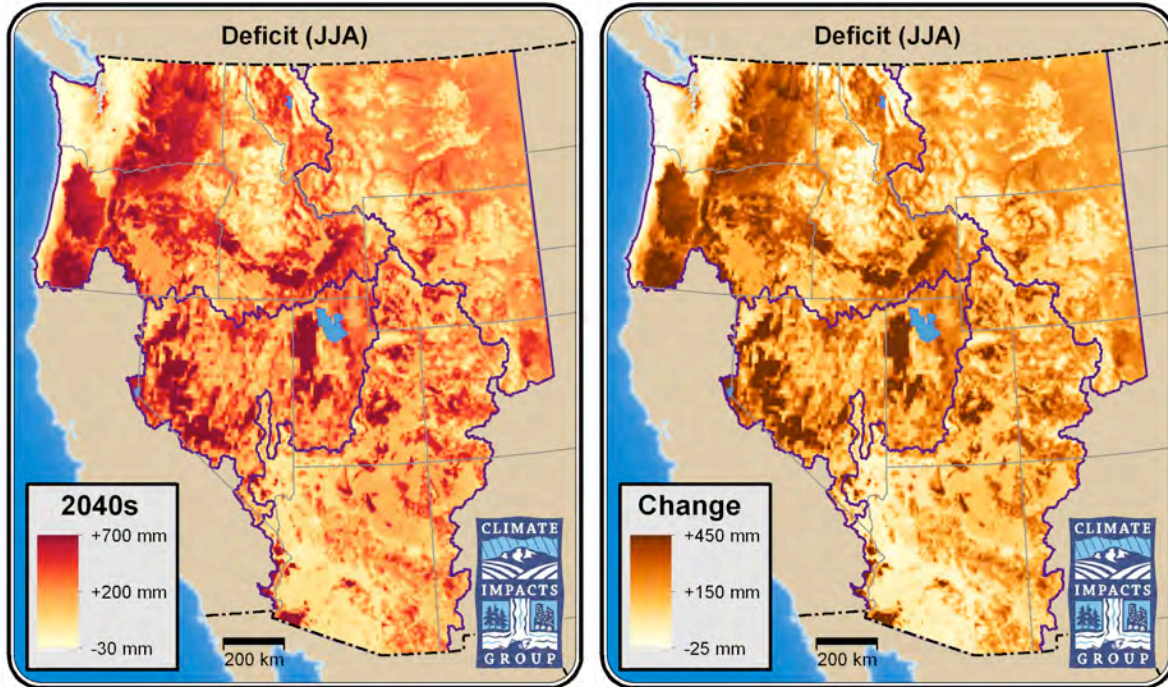 Deficit (JJA)
2040s
+700 mm
+200 mm
-30 mm
200 km
CLIMATE
IMPACTS
GROUP
Deficit (JJA)
Change
+450 mm
+150 mm
-25 mm
200 km
CLIMATE
IMPACTS
GROUP